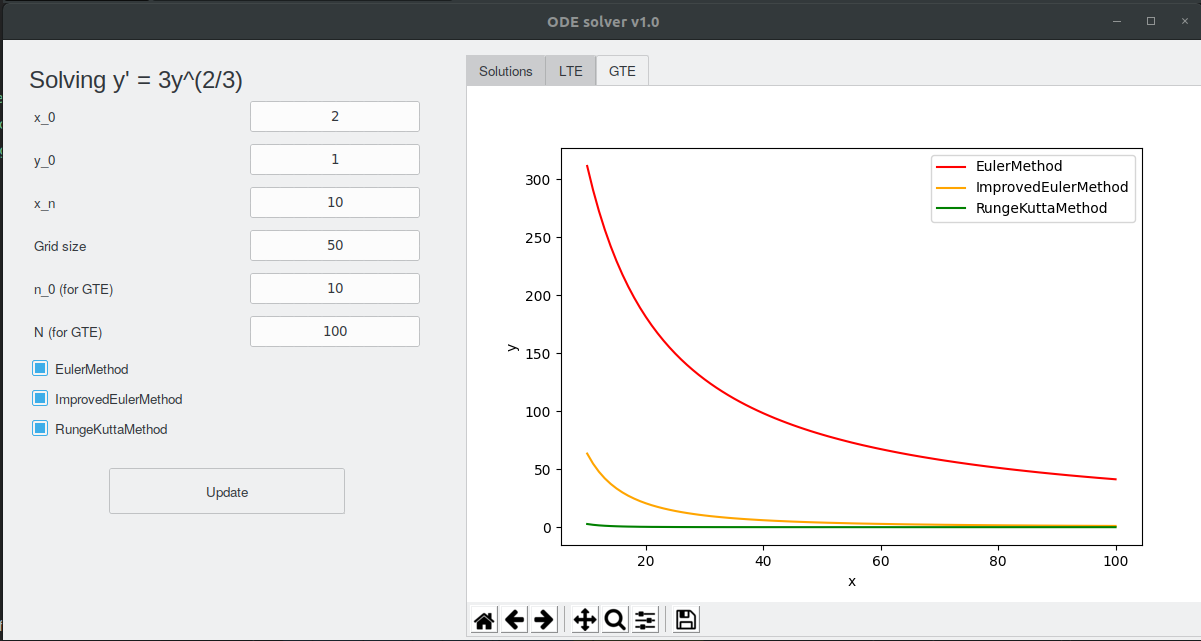 ODE solver v1.0
Solving y' = 3y^(2/3)
x_0
2
y_0
1
x_n
10
Grid size
50
n_0 (for GTE)
10
N (for GTE)
100
EulerMethod
ImprovedEulerMethod
RungeKuttaMethod
Update
Solutions
LTE
GTE
EulerMethod
ImprovedEulerMethod
RungeKuttaMethod
300
250
200
150
100
50
0
y
20 40 60 80 100
x